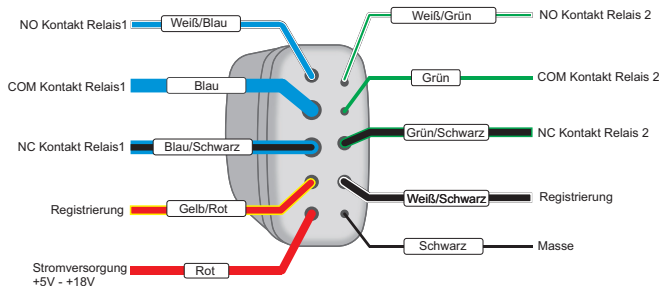 NO Kontakt Relais1
Weiß/Blau
Weiß/Grün
NO Kontakt Relais 2
COM Kontakt Relais1
Blau
Grün
COM Kontakt Relais 2
NC Kontakt Relais1
Blau/Schwarz
Grün/Schwarz
NC Kontakt Relais 2
Registrierung
Gelb/Rot
Weiß/Schwarz
Registrierung
Schwarz
Masse
Stromversorgung
+5V - +18V
Rot